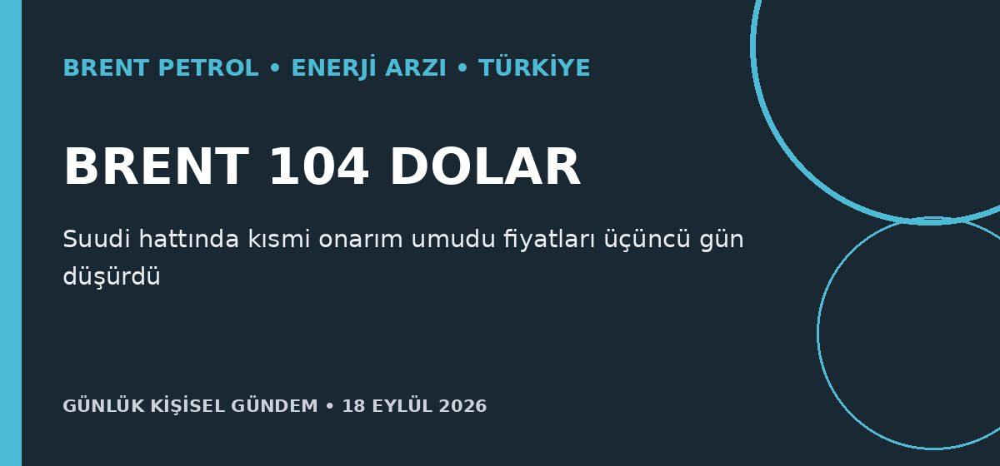 BRENT PETROL • ENERJİ ARZI • TÜRKİYE
BRENT 104 DOLAR
Suudi hattında kısmi onarım umudu fiyatları üçüncü gün
düşürdü
GÜNLÜK KİŞİSEL GÜNDEM • 18 EYLÜL 2026